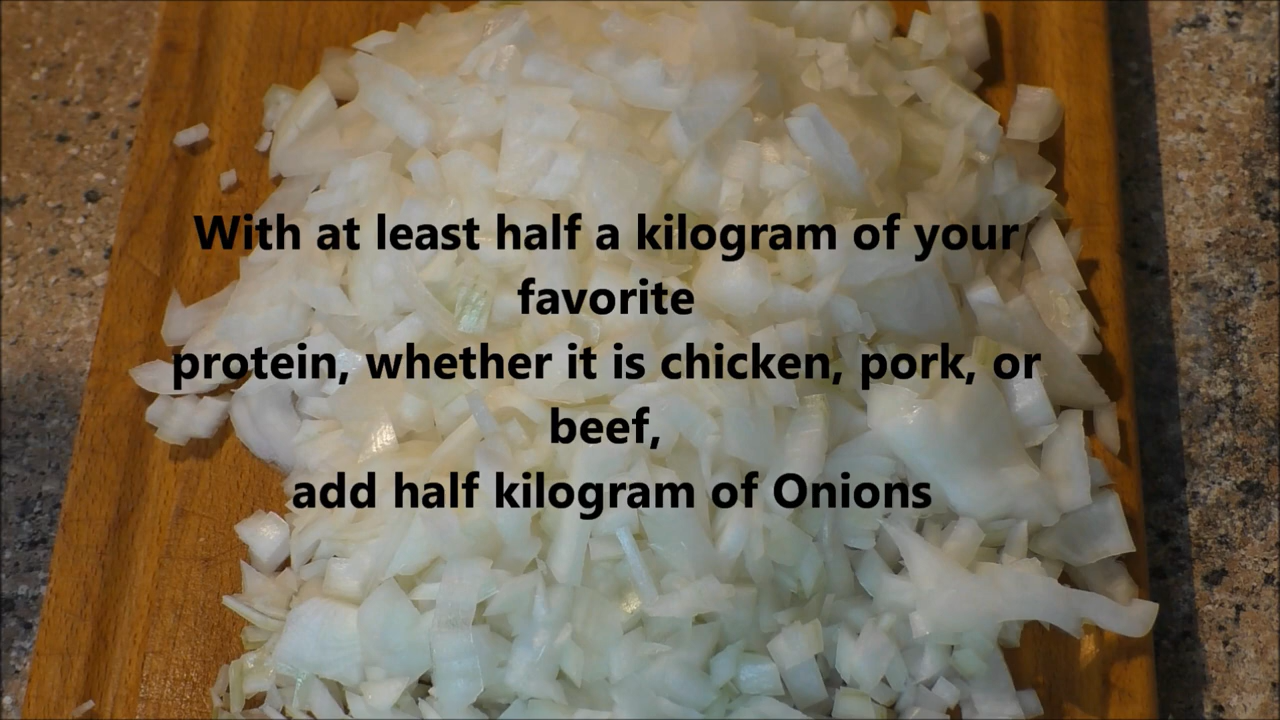 With at least half a kilogram of your
favorite
protein, whether it is chicken, pork, or
beef,
add half kilogram of Onions